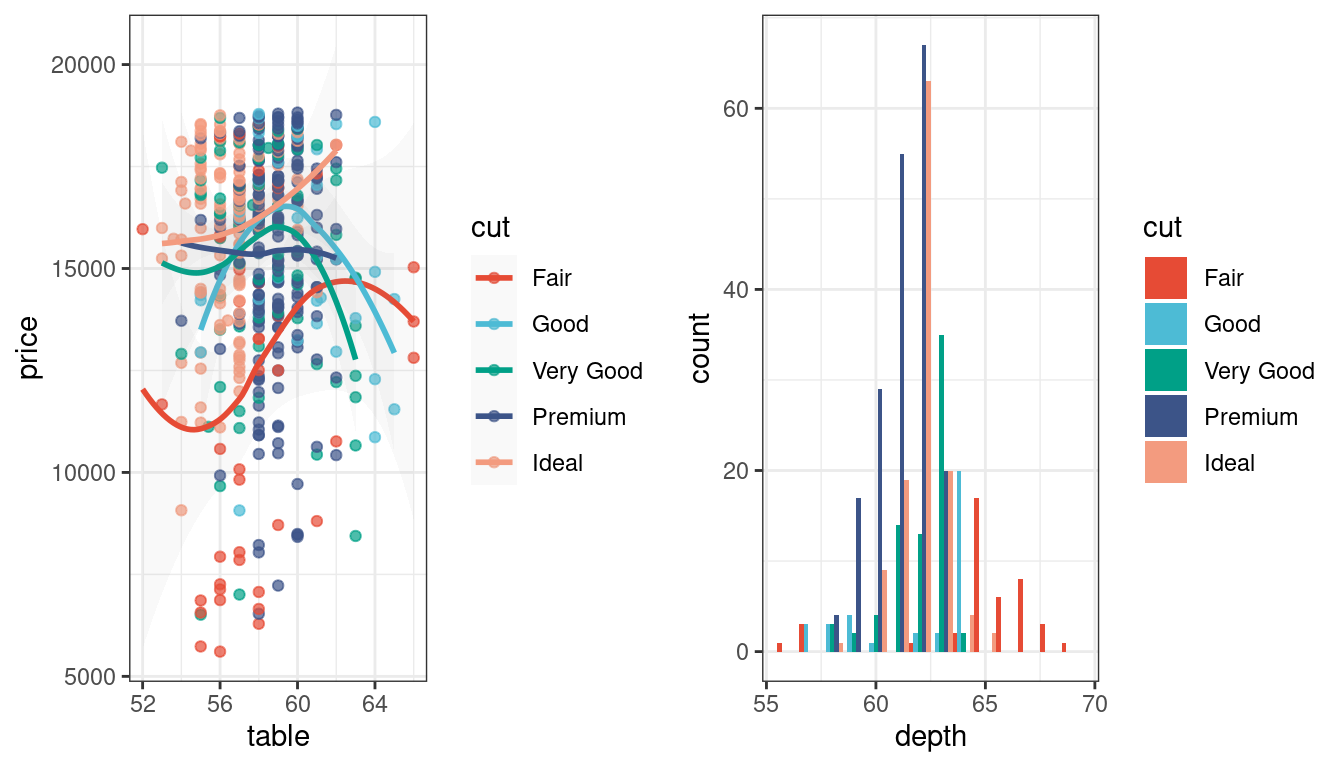 20000
15000
10000
5000
price
52 56 60 64
table
cut
Fair
Good
Very Good
Premium
Ideal
60
40
20
0
count
55 60 65 70
depth
cut
Fair
Good
Very Good
Premium
Ideal